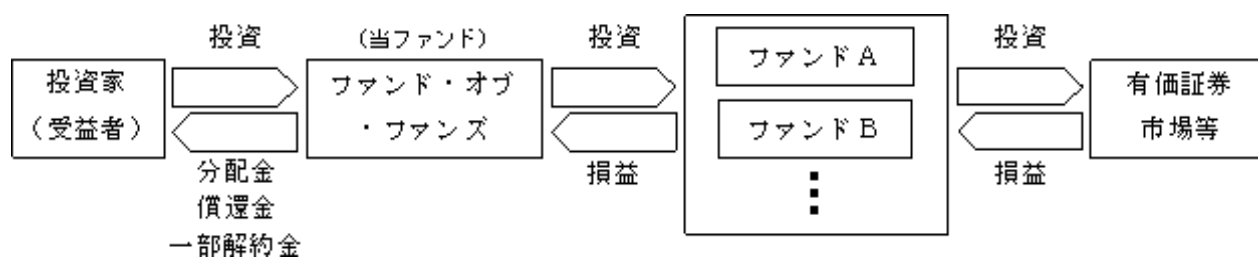 投資
(当ファンド)
投資
投資
投資家
(受益者)
ファンド・オブ
・ファンズ
ファンドA
ファンドB
有価証券
市場等
分配金
償還金
一部解約金
損益
損益